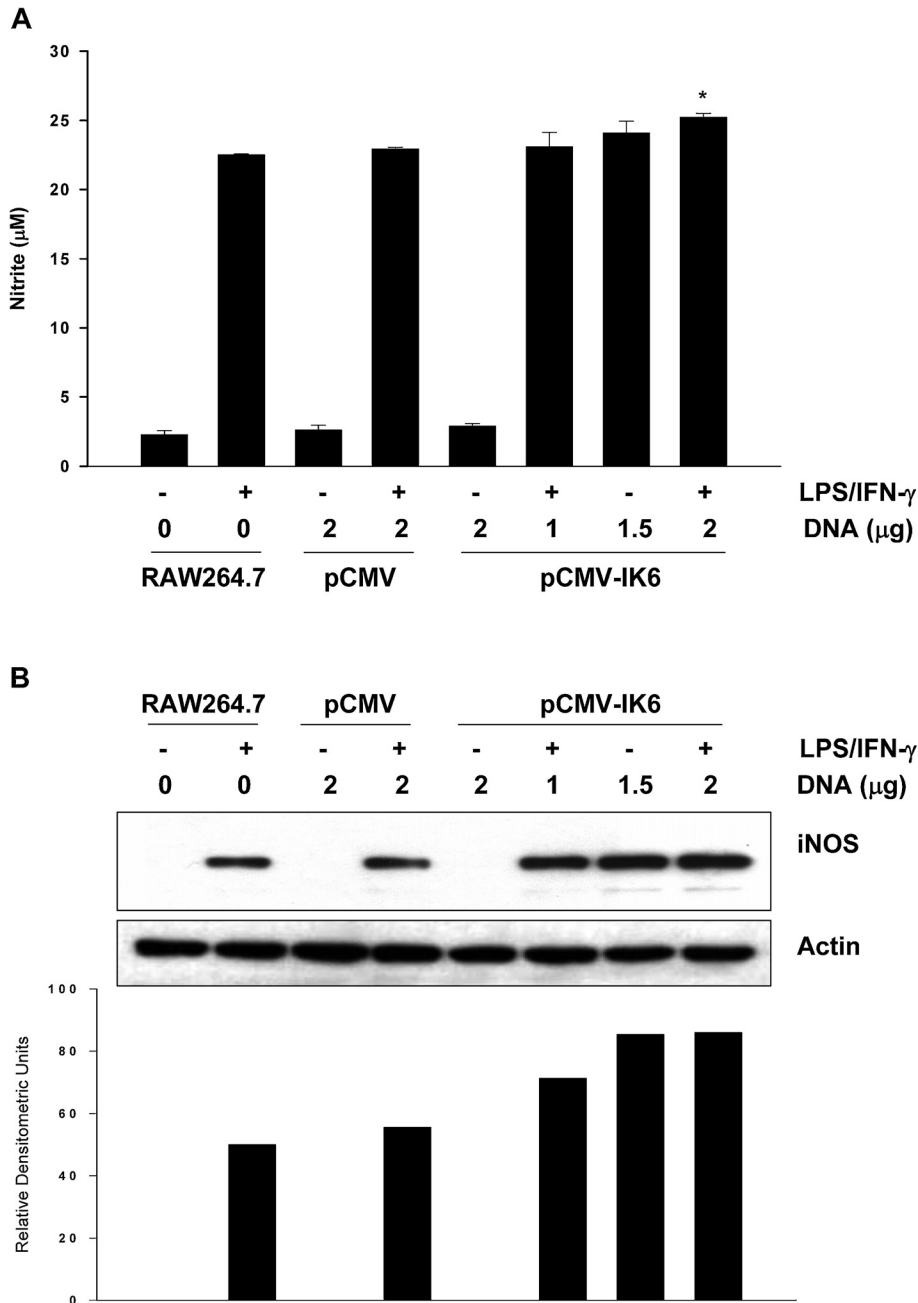 A
30
25
20
15
10
5
0
Nitrite (μM)
*
- + - + - + - + LPS/IFN-γ
0 0 2 2 2 1 1.5 2 DNA (μg)
RAW264.7 pCMV pCMV-IK6
B
RAW264.7 pCMV pCMV-IK6
- + - + - + - + LPS/IFN-γ
0 0 2 2 2 1 1.5 2 DNA (μg)
iNOS
Actin
100
80
60
40
20
0
Relative Densitometric Units